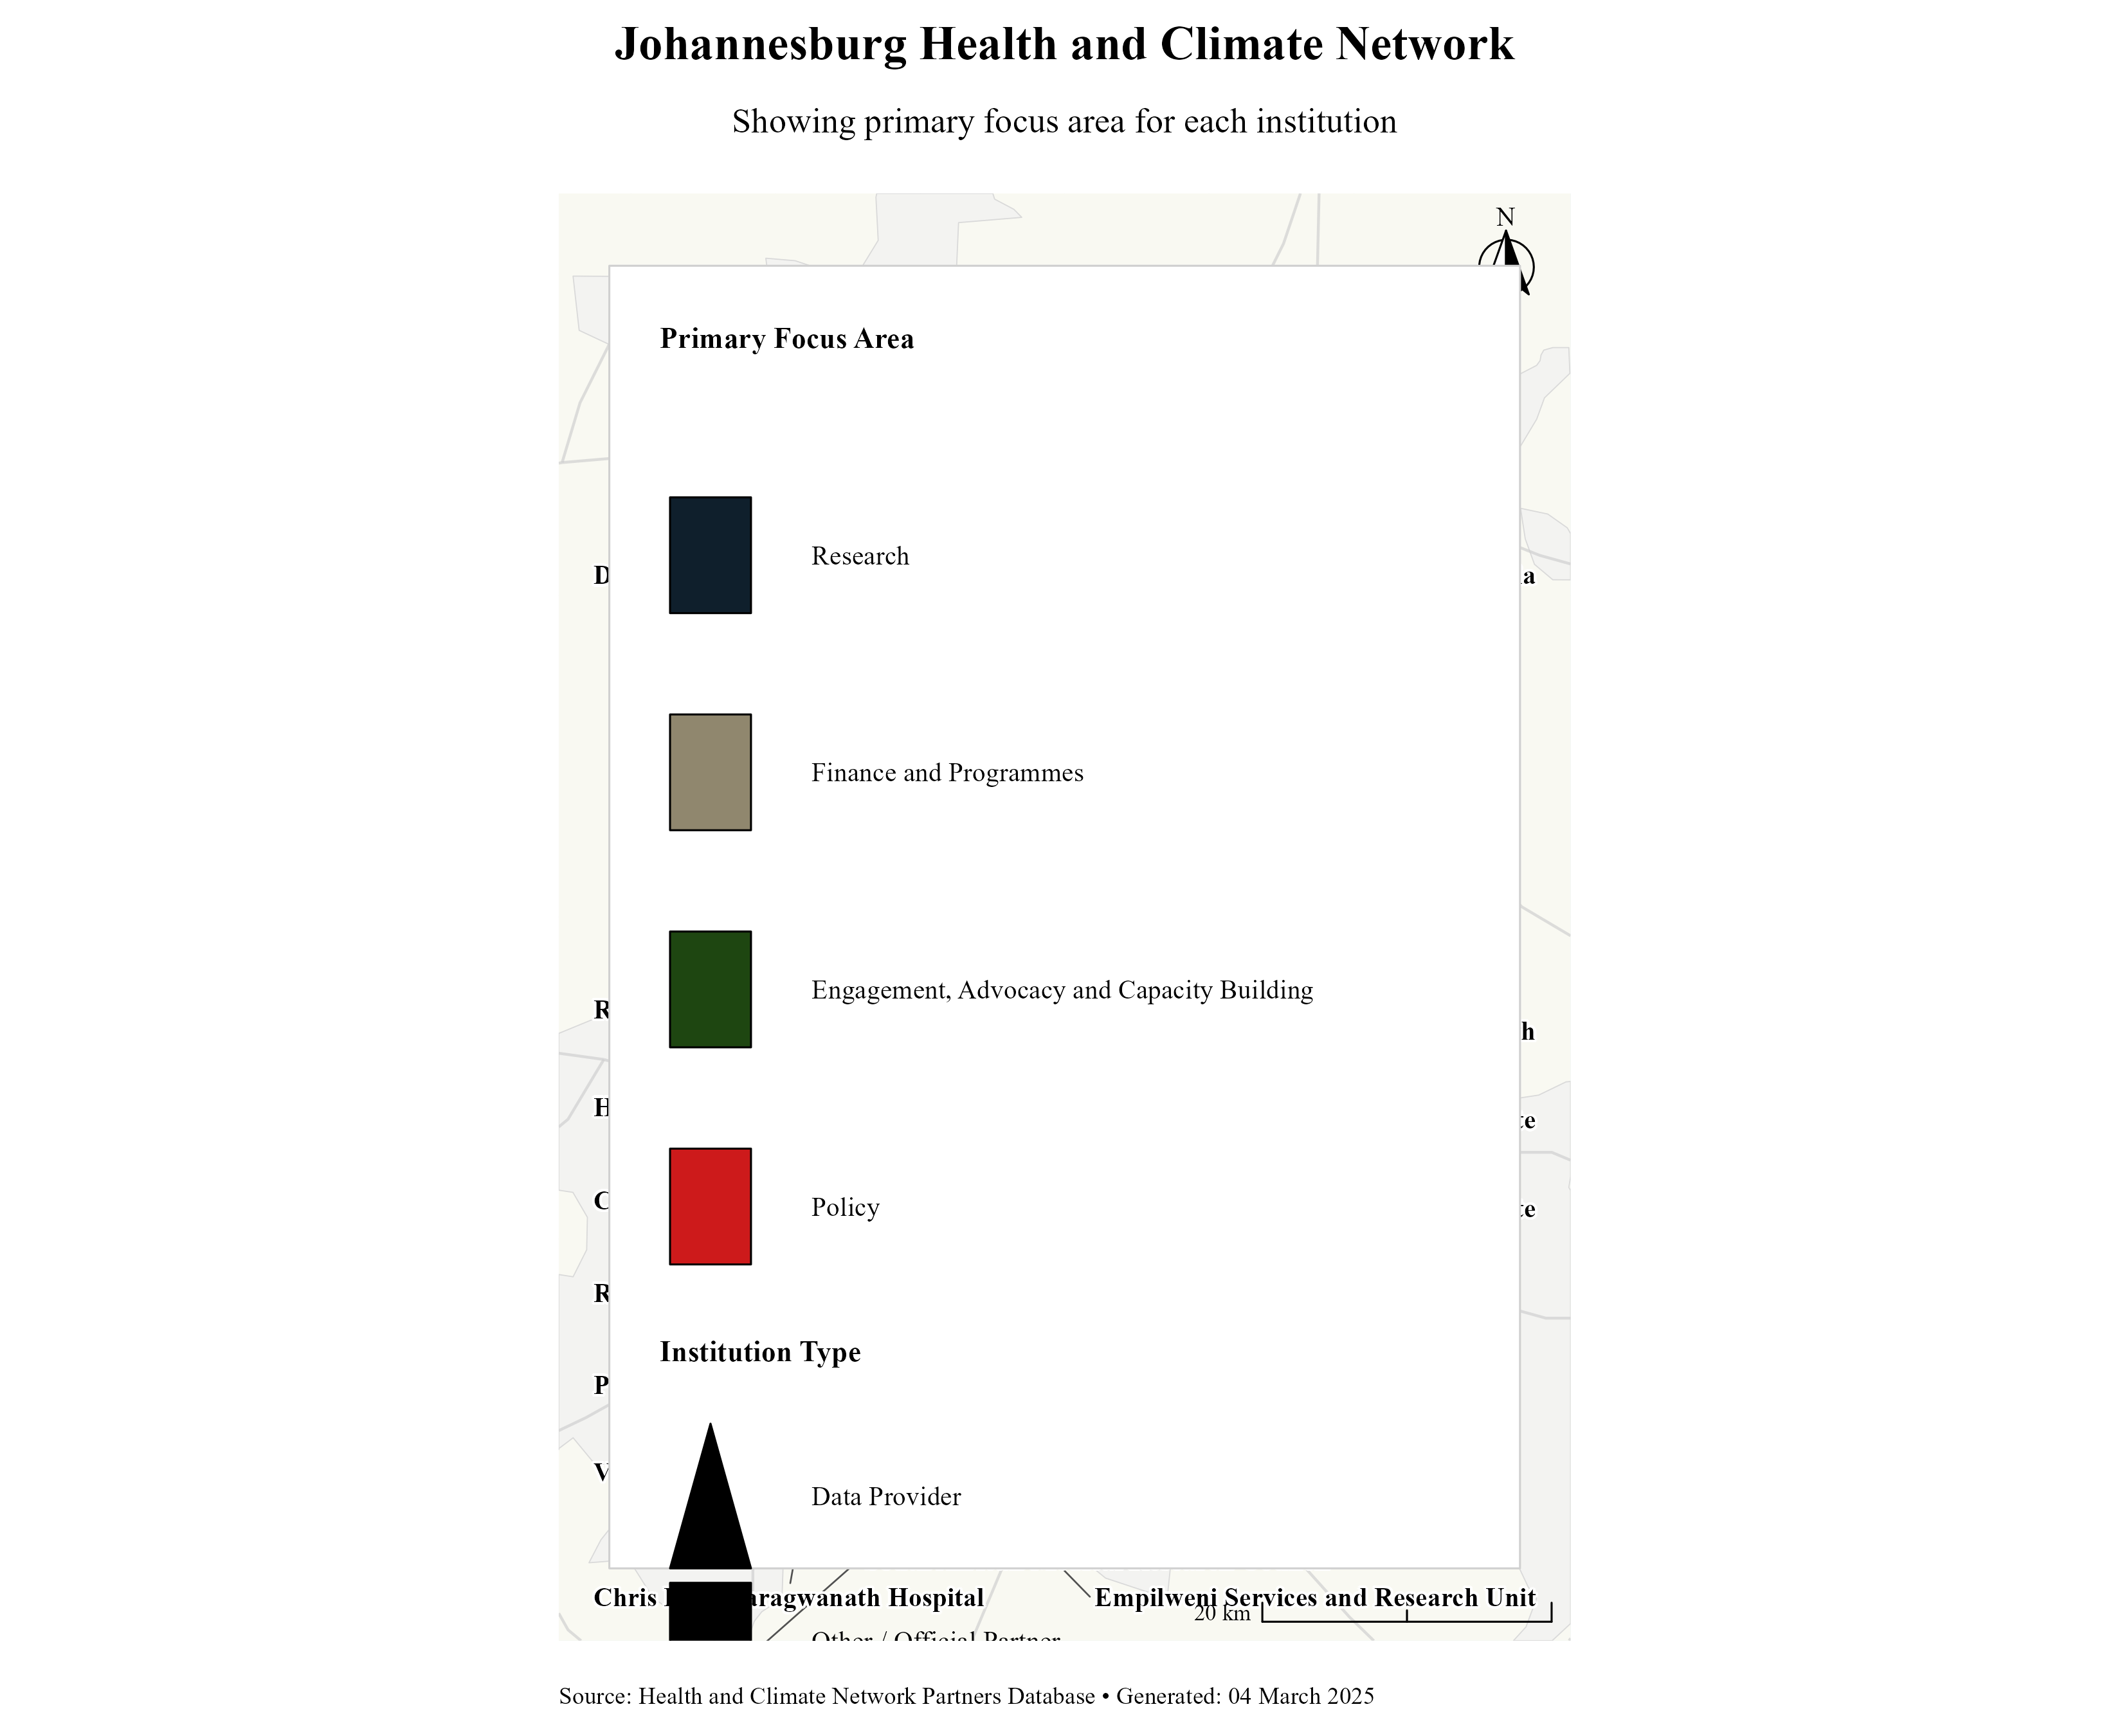 Johannesburg Health and Climate Network
Showing primary focus area for each institution
N
Primary Focus Area
Research
D
a
Finance and Programmes
Engagement, Advocacy and Capacity Building
R
h
H
te
C
Policy
te
R
Institution Type
P
V
Data Provider
Chris aragwanath Hospital
Empilweni Services and Research Unit
20 km
Other / Official Partner
Source: Health and Climate Network Partners Database • Generated: 04 March 2025